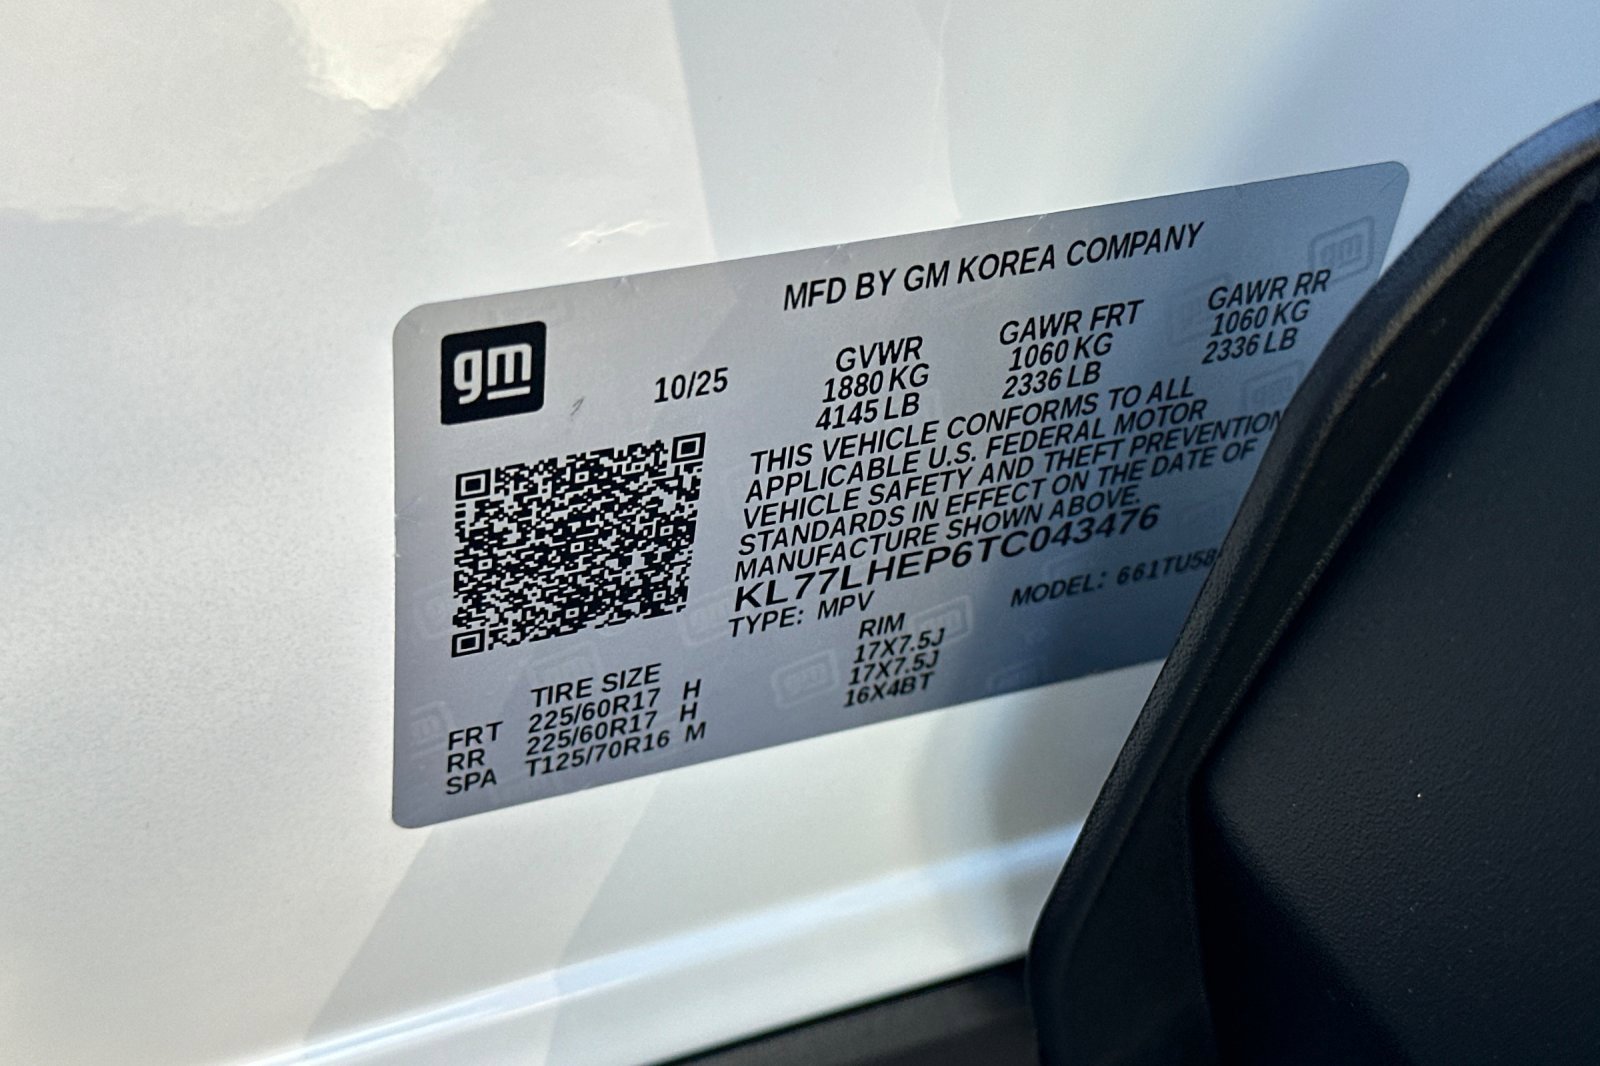 MFD BY GM KOREA COMPANY
gm
10/25
GVWR GAWR FRT GAWR RR
1880 KG 1060 KG 1060 KG
4145 LB 2336 LB 2336 LB
THIS VEHICLE CONFORMS TO ALL
APPLICABLE U.S. FEDERAL MOTOR
VEHICLE SAFETY AND THEFT PREVENTION
STANDARDS IN EFFECT ON THE DATE OF
MANUFACTURE SHOWN ABOVE.
KL77LHEP6TC043476
TYPE: MPV MODEL:
TIRE SIZE RIM
FRT 225/60R17 H 17X7.5J
RR 225/60R17 H 17X7.5J
SPA T125/70R16 M 16X4BT